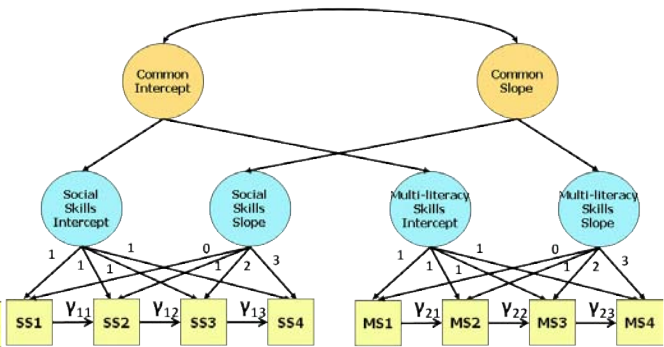 Common
Intercept
Common
Slope
Social
Skills
Intercept
Social
Skills
Slope
Multi-literacy
Skills
Intercept
Multi-literacy
Skills
Slope
1 1 1 1 0 1 2 3
1 1 1 1 0 1 2 3
SS1 γ11 SS2 γ12 SS3 γ13 SS4
MS1 γ21 MS2 γ22 MS3 γ23 MS4